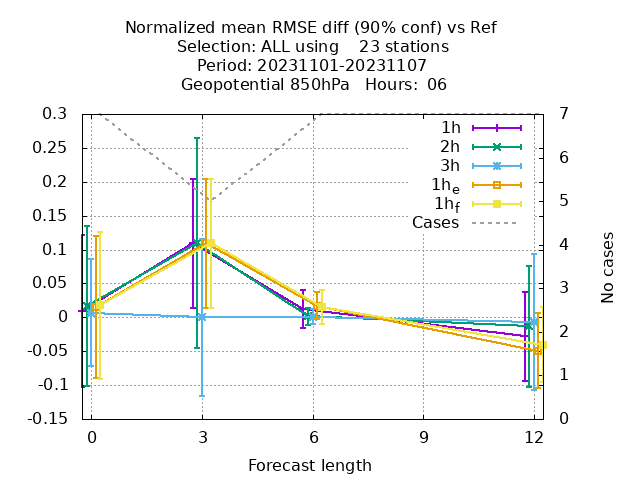 Normalized mean RMSE diff (90% conf) vs Ref
Selection: ALL using    23 stations
Period: 20231101-20231107
Geopotential 850hPa   Hours:  06
0.3
0.25
0.2
0.15
0.1
0.05
0
-0.05
-0.1
-0.15
7
6
5
4
3
2
1
0
1h
2h
3h
1he
1hf
Cases
No cases
0
3
6
9
12
Forecast length